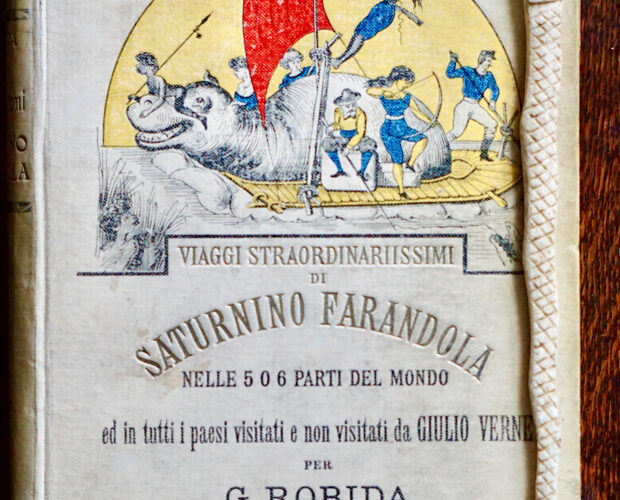 VIAGGI STRAORDINARIISSIMI
DI
SATURNINO FARANDOLA
NELLE 5 O 6 PARTI DEL MONDO
ed in tutti i paesi visitati e non visitati da GIULIO VERNE
PER
G ROBIDA